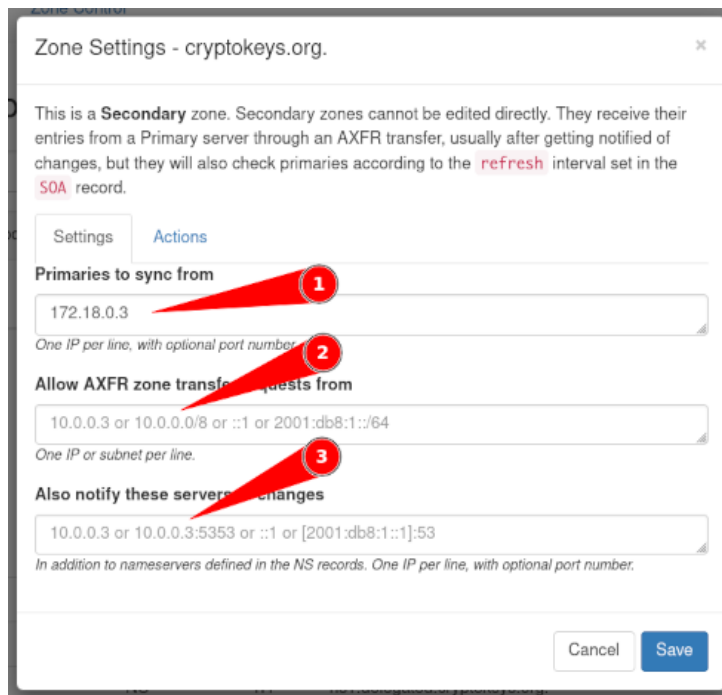 Zone Control
Zone Settings - cryptokeys.org.
×
This is a Secondary zone. Secondary zones cannot be edited directly. They receive their
entries from a Primary server through an AXFR transfer, usually after getting notified of
changes, but they will also check primaries according to the refresh interval set in the
SOA record.
Settings Actions
Primaries to sync from
1
172.18.0.3
One IP per line, with optional port number
2
Allow AXFR zone transf uests from
10.0.0.3 or 10.0.0.0/8 or ::1 or 2001:db8:1::/64
One IP or subnet per line.
3
Also notify these servers changes
10.0.0.3 or 10.0.0.3:5353 or ::1 or [2001:db8:1::1]:53
In addition to nameservers defined in the NS records. One IP per line, with optional port number.
Cancel Save